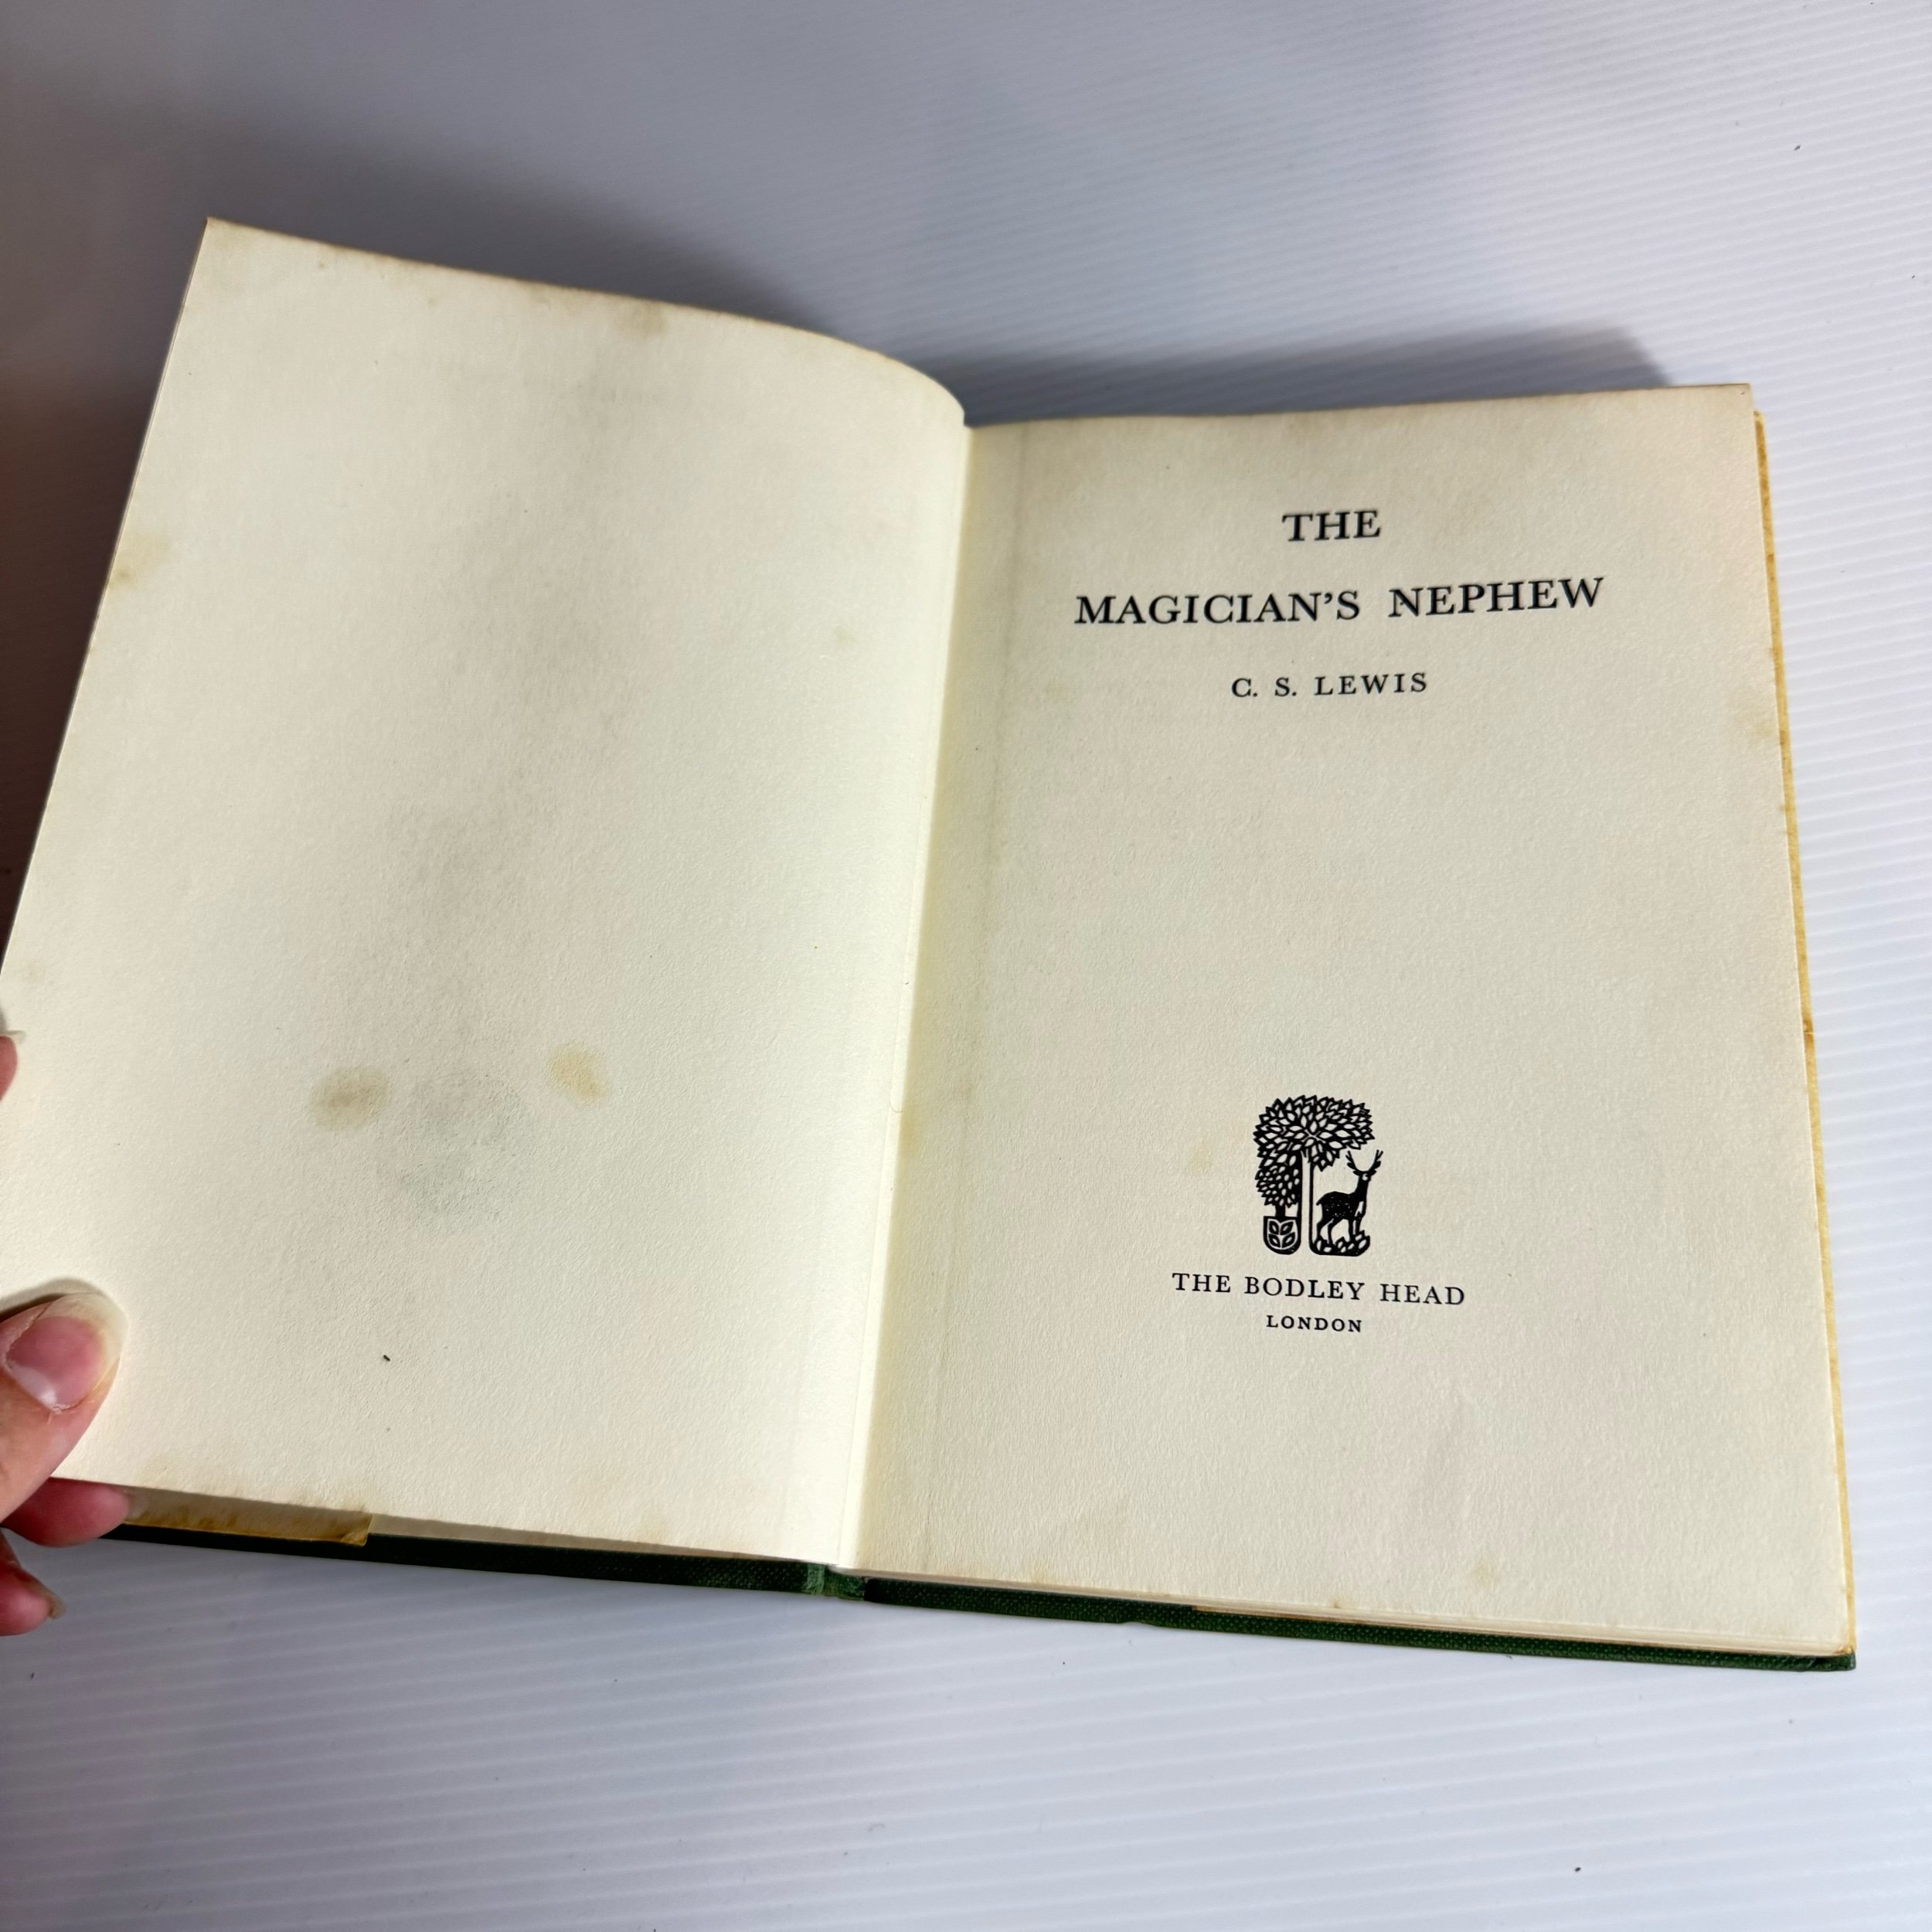 THE
MAGICIAN'S NEPHEW
C. S. LEWIS
THE BODLEY HEAD
LONDON